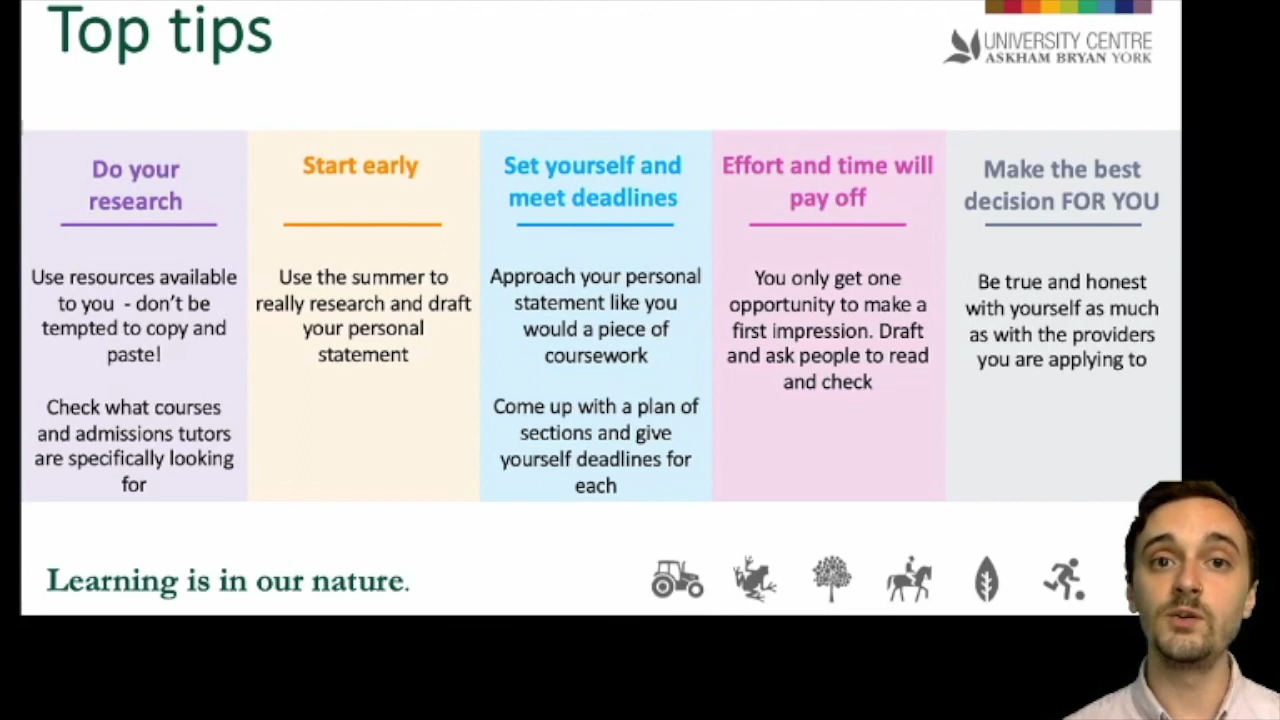 Top tips
UNIVERSITY CENTRE
ASKHAM BRYAN YORK
Do your
research
Use resources available
to you - don't be
tempted to copy and
paste!
Check what courses
and admissions tutors
are specifically looking
for
Start early
Use the summer to
really research and draft
your personal
statement
Set yourself and
meet deadlines
Approach your personal
statement like you
would a piece of
coursework
Come up with a plan of
sections and give
yourself deadlines for
each
Effort and time will
pay off
You only get one
opportunity to make a
first impression. Draft
and ask people to read
and check
Make the best
decision FOR YOU
Be true and honest
with yourself as much
as with the providers
you are applying to
Learning is in our nature.